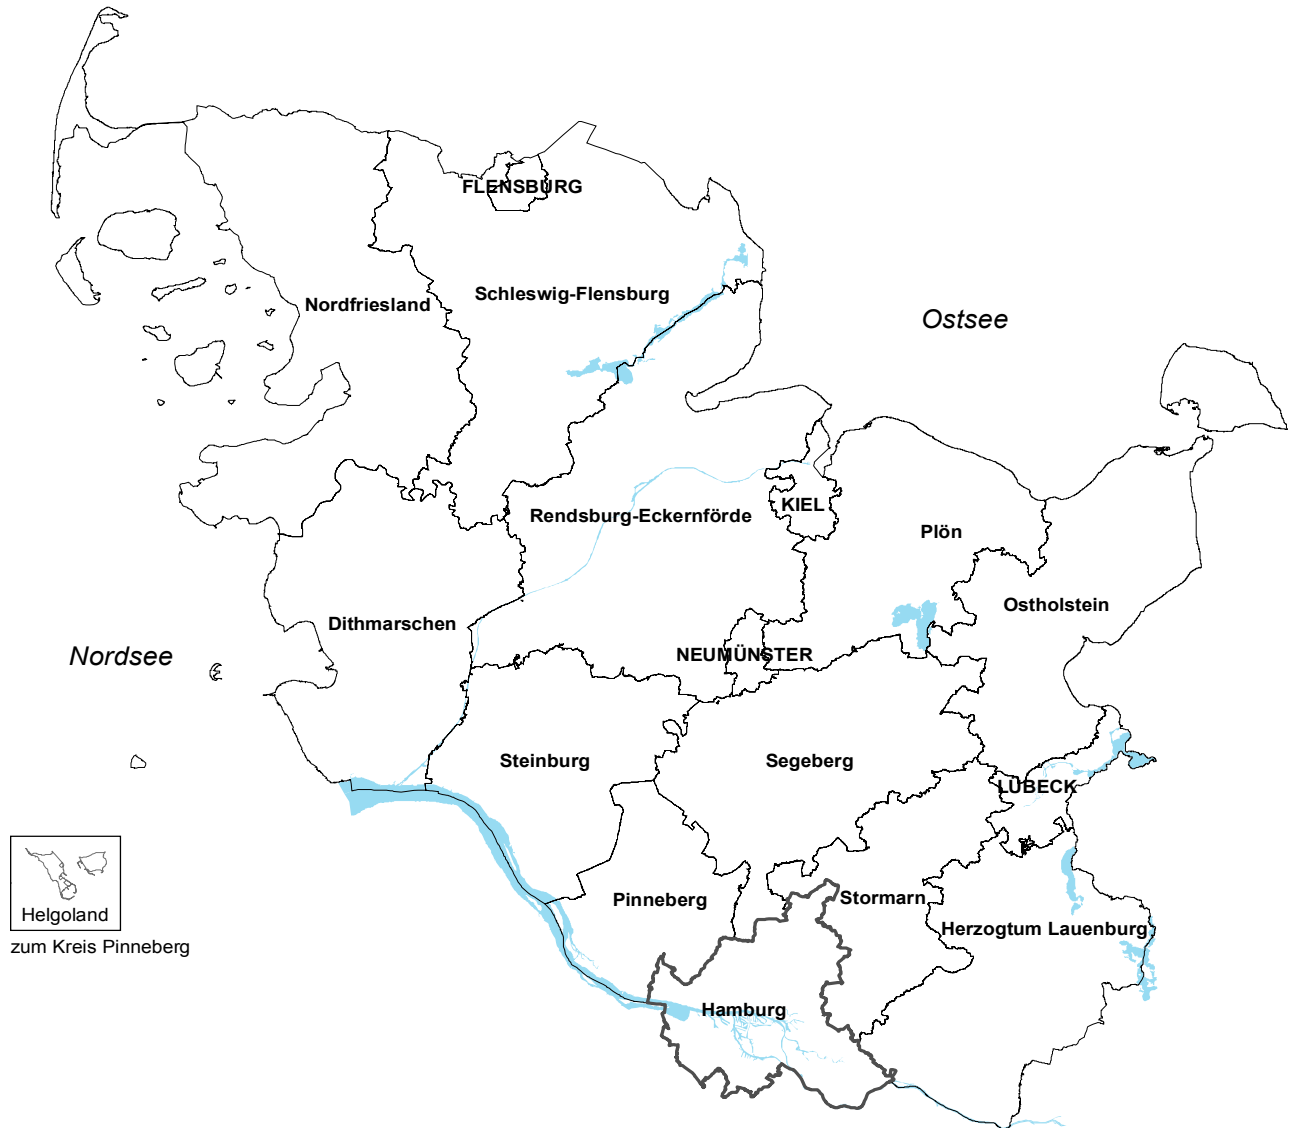 FLENSBURG
Schleswig-Flensburg
Nordfriesland
Ostsee
KIEL
Rendsburg-Eckernförde
Plön
Ostholstein
Dithmarschen
Nordsee
NEUMÜNSTER
Steinburg
Segeberg
LÜBECK
Pinneberg
Stormarn
Helgoland
Herzogtum Lauenburg
zum Kreis Pinneberg
Hamburg